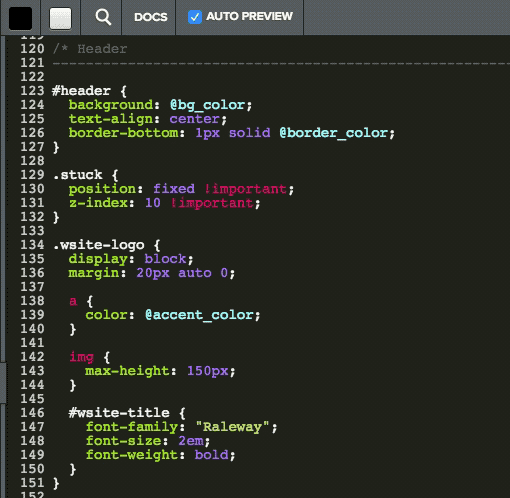 DOCS
AUTO PREVIEW
119
120 /* Header
121 --------------------------------------------------------
122
123 #header {
124   background: @bg_color;
125   text-align: center;
126   border-bottom: 1px solid @border_color;
127 }
128
129 .stuck {
130   position: fixed !important;
131   z-index: 10 !important;
132 }
133
134 .wsite-logo {
135   display: block;
136   margin: 20px auto 0;
137
138   a {
139     color: @accent_color;
140   }
141
142   img {
143     max-height: 150px;
144   }
145
146   #wsite-title {
147     font-family: "Raleway";
148     font-size: 2em;
149     font-weight: bold;
150   }
151 }
152